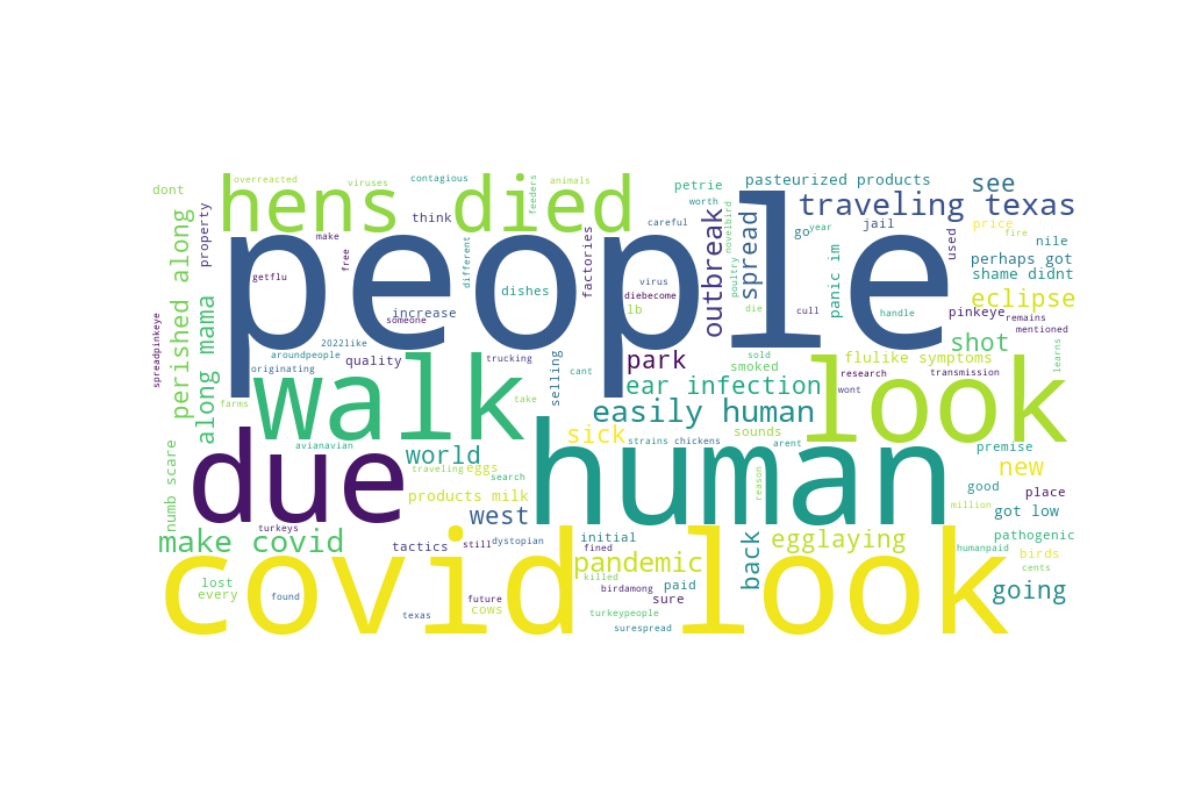 overreacted
viruses
contagious
animals
feeders
petrie
pasteurized products
see
dont
hens died
worth
traveling texas
property
think
careful
jail
price
fire
perished along
make
free
people
different
factories
outbreak
poultry novelbird
spread
go
year
used
nile
panic im
perhaps got
shame didnt
getflu
dishes
virus
diebecome
eclipse
along mama
increase
someone
lb
die
cull
handle
pinkeye
remains
mentioned
spreadpinkeye
2022like
aroundpeople
originating
quality
trucking
selling
cant
park
sold
smoked
flulike symptoms
shot
learns
walk
ear infection
look
research
transmission
wont
farms
take
easily human
due
avianavian
world
sick
strains
chickens
sounds
arent
human
premise
new
numb scare
traveling
eggs
search
products milk
reason
good
place
million
got low
west
turkeys
make covid
tactics
still
dystopian
initial
fined
back
egglaying
humanpaid
pathogenic
birds
cents
covid look
pandemic
lost
every
found
killed
birdamong
paid
sure
going
future
cows
texas
turkeypeople
surespread